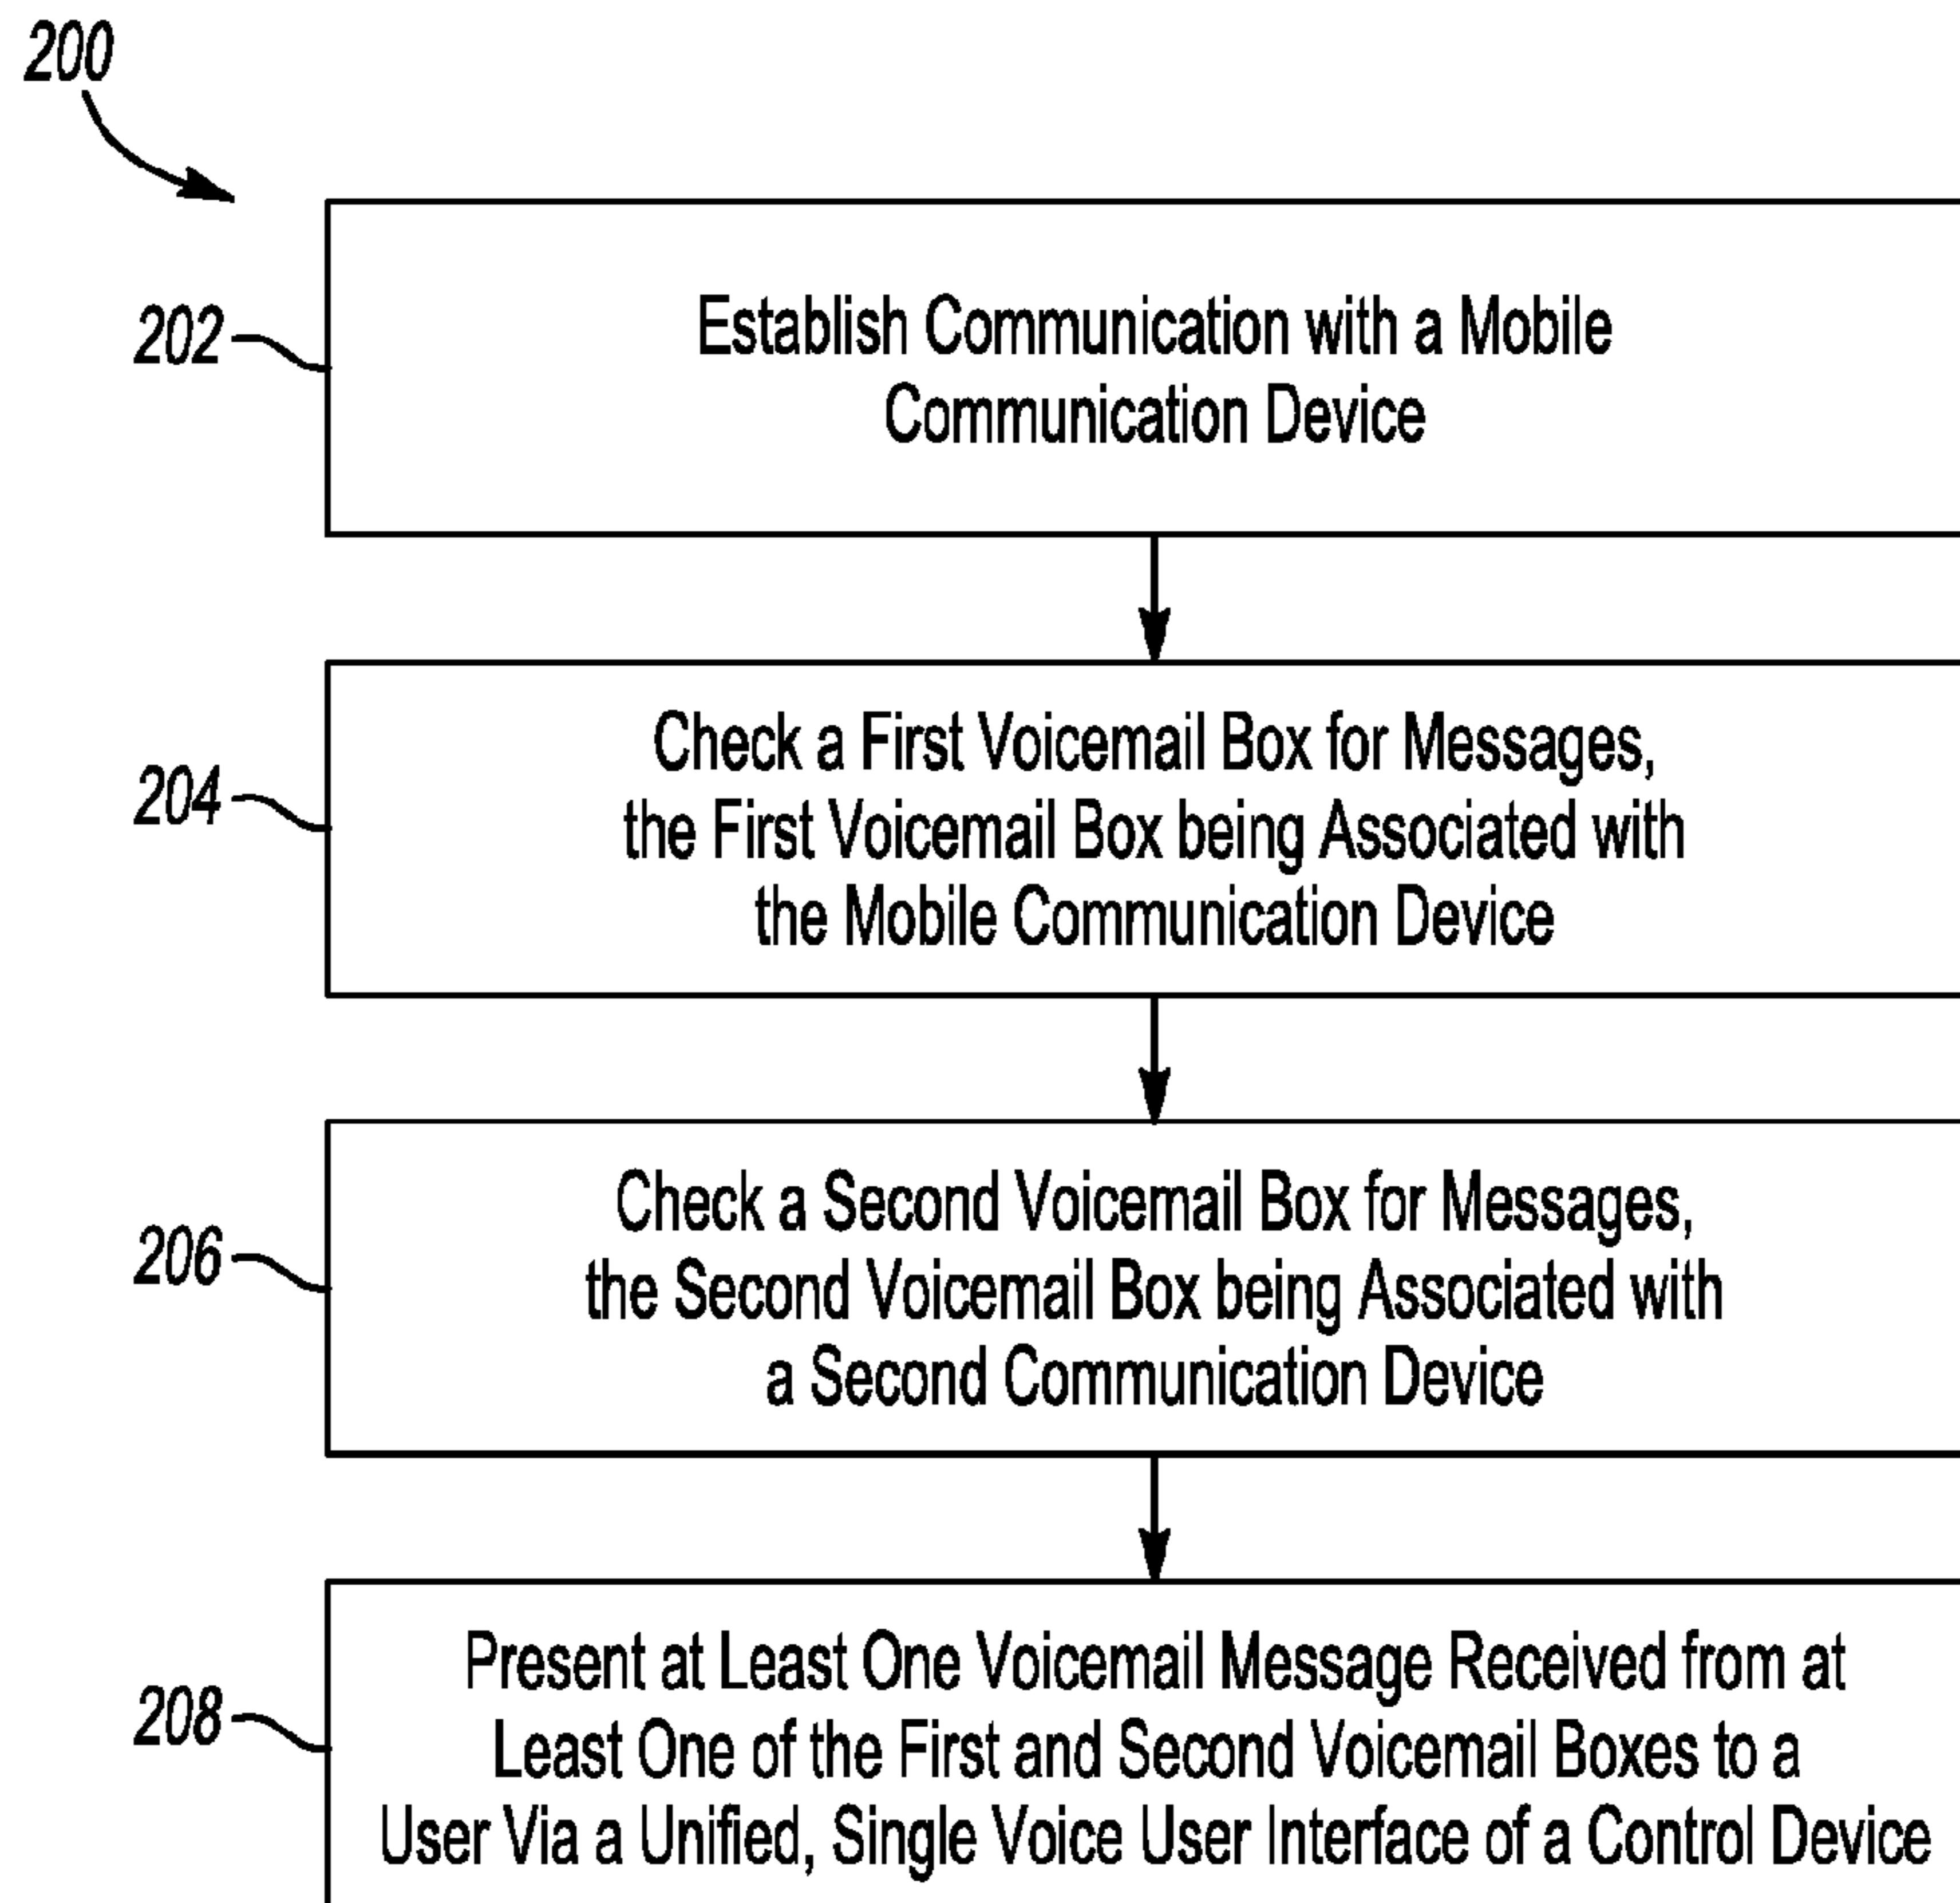 200
202
Establish Communication with a Mobile
Communication Device
204
Check a First Voicemail Box for Messages,
the First Voicemail Box being Associated with
the Mobile Communication Device
206
Check a Second Voicemail Box for Messages,
the Second Voicemail Box being Associated with
a Second Communication Device
208
Present at Least One Voicemail Message Received from at
Least One of the First and Second Voicemail Boxes to a
User Via a Unified, Single Voice User Interface of a Control Device